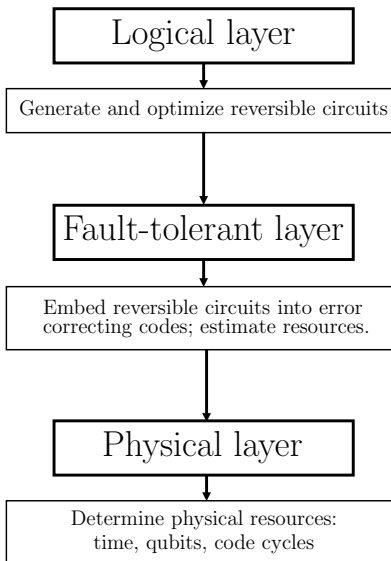 Logical layer
Generate and optimize reversible circuits
Fault-tolerant layer
Embed reversible circuits into error
correcting codes; estimate resources.
Physical layer
Determine physical resources:
time, qubits, code cycles